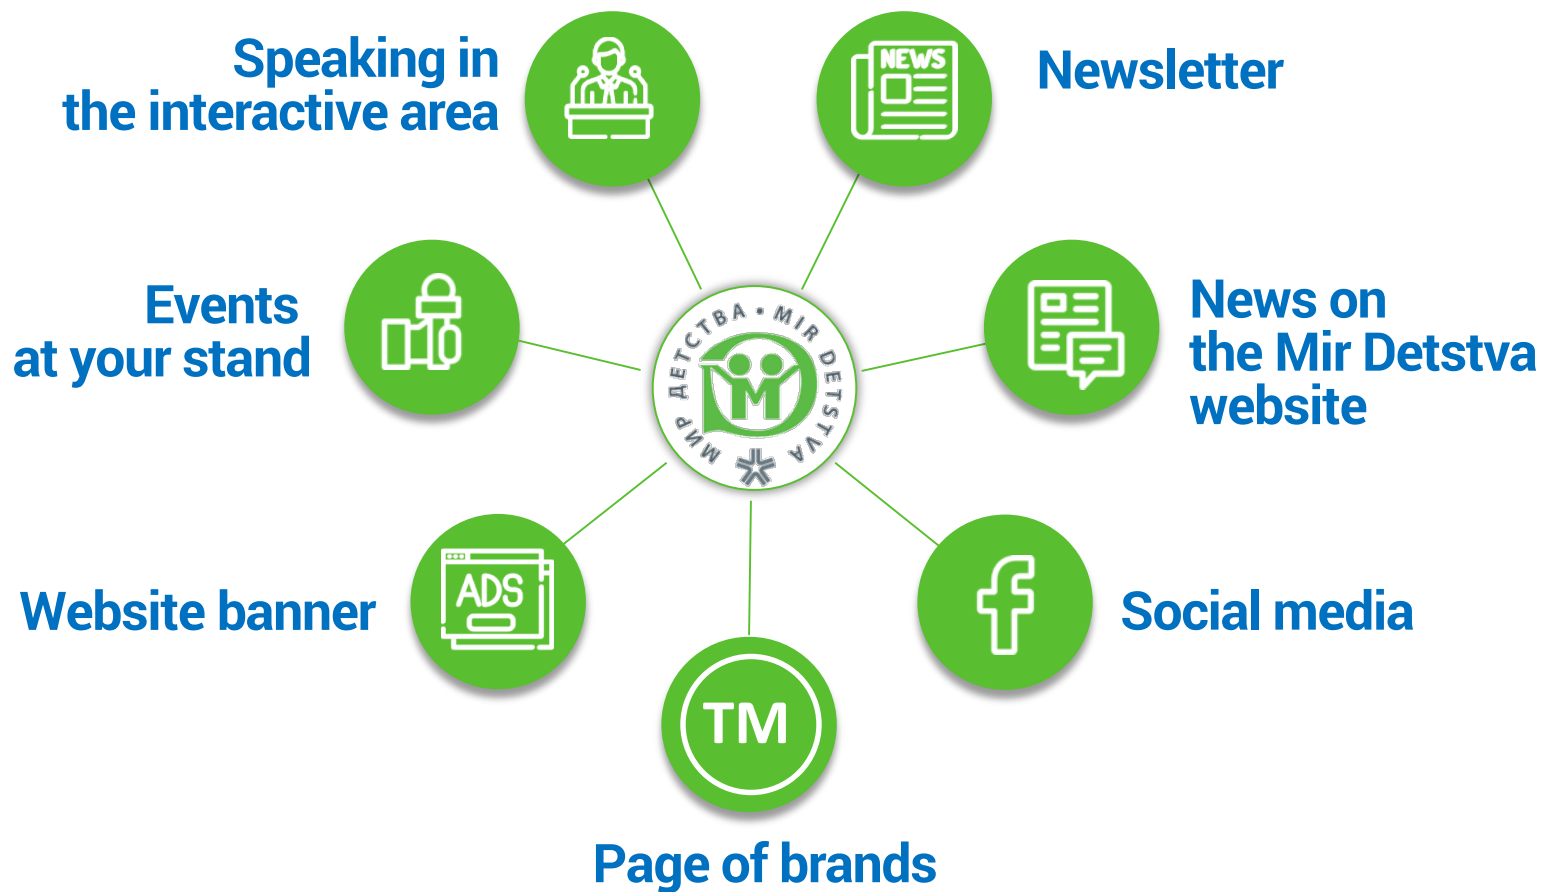 Speaking in
the interactive area
NEWS
Newsletter
Events
at your stand
МИР ДЕТСТВА • MIR DETSTVA
News on
the Mir Detstva
website
Website banner
ADS
f
Social media
TM
Page of brands